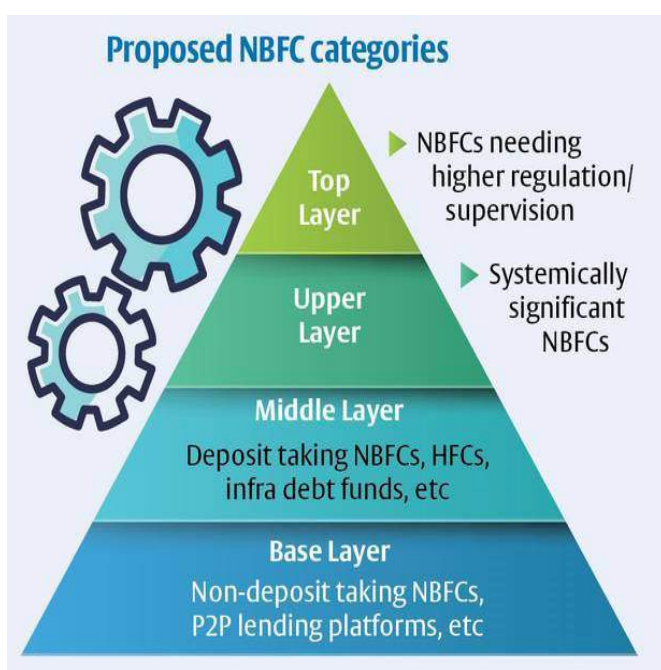 Proposed NBFC categories
Top
Layer
NBFCs needing
higher regulation/
supervision
Upper
Layer
Systemically
significant
NBFCs
Middle Layer
Deposit taking NBFCs, HFCs,
infra debt funds, etc
Base Layer
Non-deposit taking NBFCs,
P2P lending platforms, etc